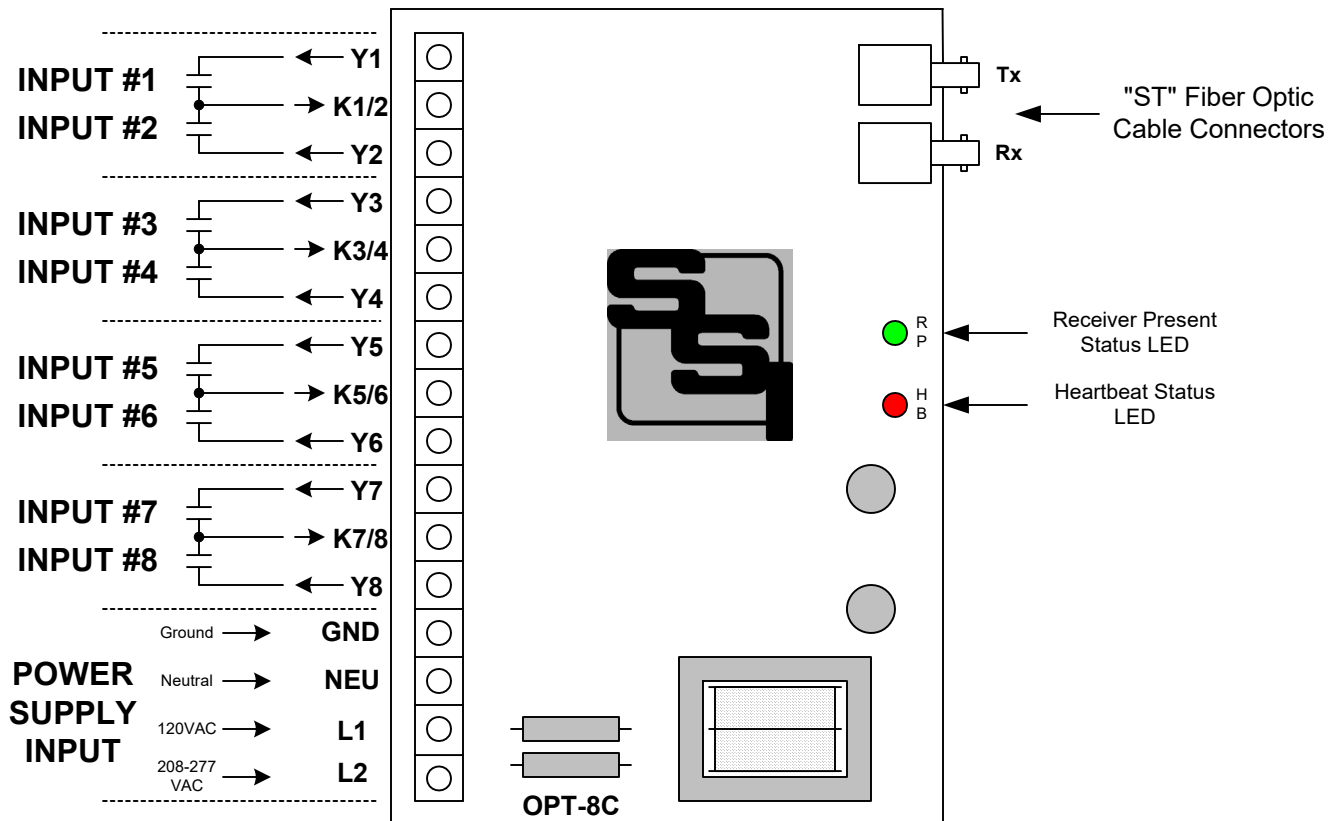 INPUT #1
INPUT #2
Y1
K1/2
Y2
INPUT #3
INPUT #4
Y3
K3/4
Y4
INPUT #5
INPUT #6
Y5
K5/6
Y6
INPUT #7
INPUT #8
Y7
K7/8
Y8
POWER
SUPPLY
INPUT
Ground
GND
Neutral
NEU
120VAC
L1
208-277
VAC
L2
OPT-8C
SSI
Tx
Rx
"ST" Fiber Optic
Cable Connectors
R
P
Receiver Present
Status LED
H
B
Heartbeat Status
LED